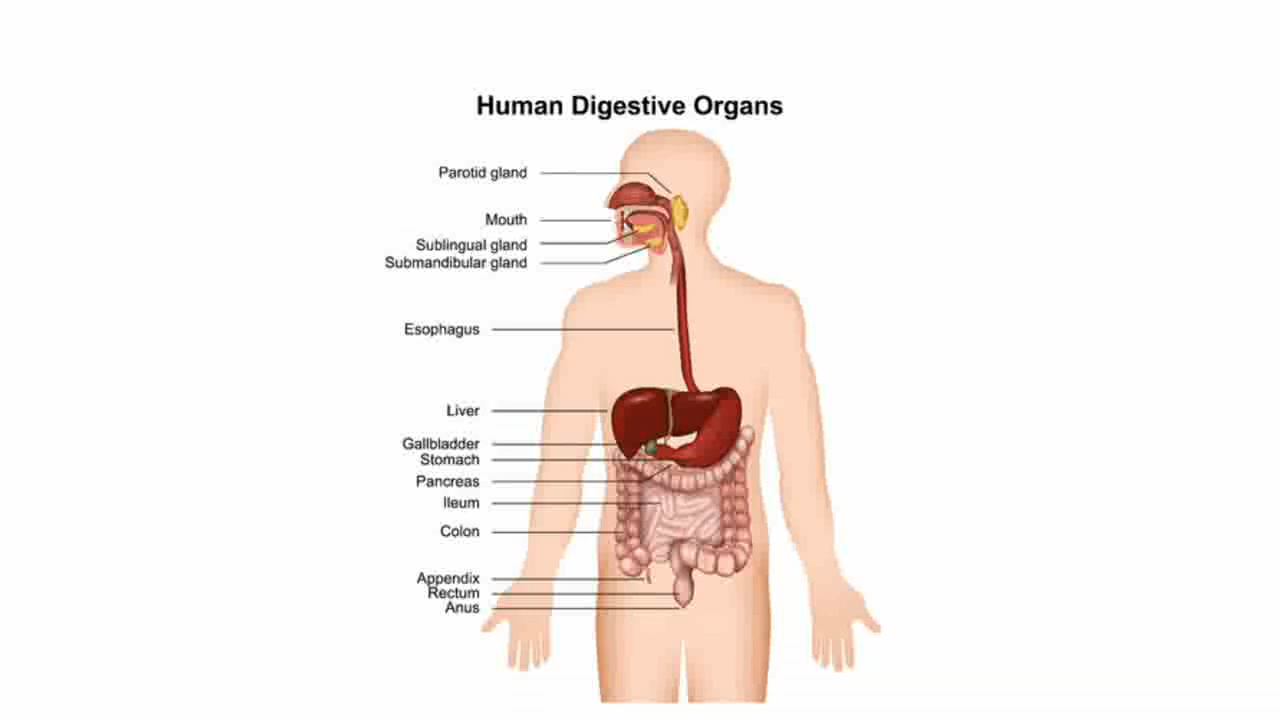 Human Digestive Organs
Parotid gland
Mouth
Sublingual gland
Submandibular gland
Esophagus
Liver
Gallbladder
Stomach
Pancreas
Ileum
Colon
Appendix
Rectum
Anus